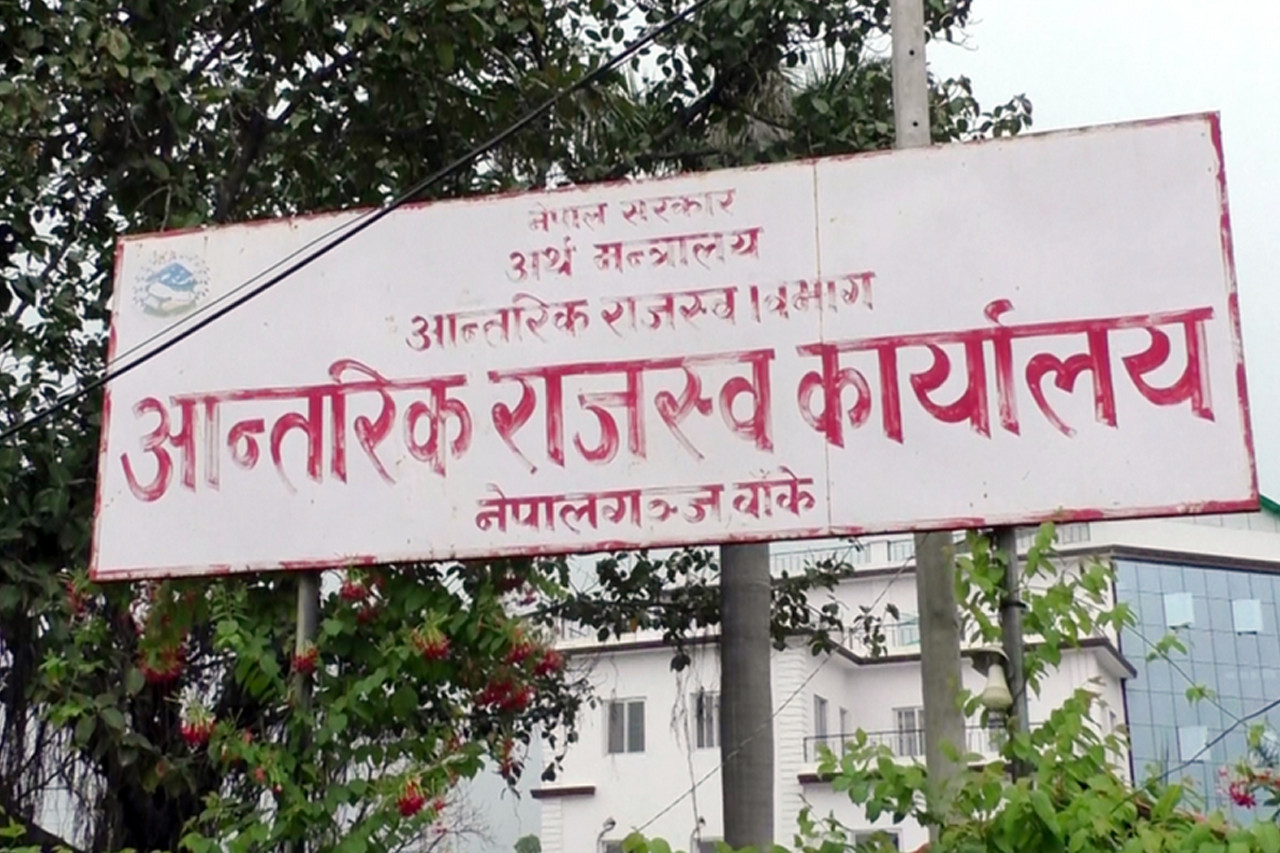 नेपाल सरकार
अर्थ मन्त्रालय
आन्तरिक राजस्व विभाग
आन्तरिक राजस्व कार्यालय
नेपालगञ्ज बाँके